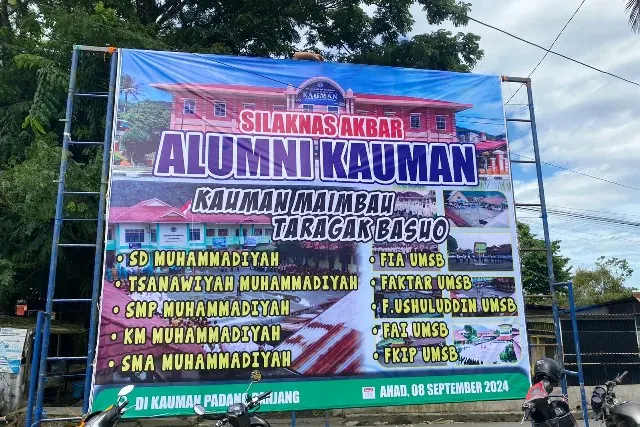 KAUMAN
SILAKNAS AKBAR
ALUMNI KAUMAN
KAUMAN MAIMBAU
TARAGAK BASUO
• SD MUHAMMADIYAH
• TSANAWIYAH MUHAMMADIYAH
• SMP MUHAMMADIYAH
• KM MUHAMMADIYAH
• SMA MUHAMMADIYAH
• FIA UMSB
• FAKTAR UMSB
• F.USHULUDDIN UMSB
• FAI UMSB
• FKIP UMSB
DI KAUMAN PADANG PANJANG
AHAD, 08 SEPTEMBER 2024